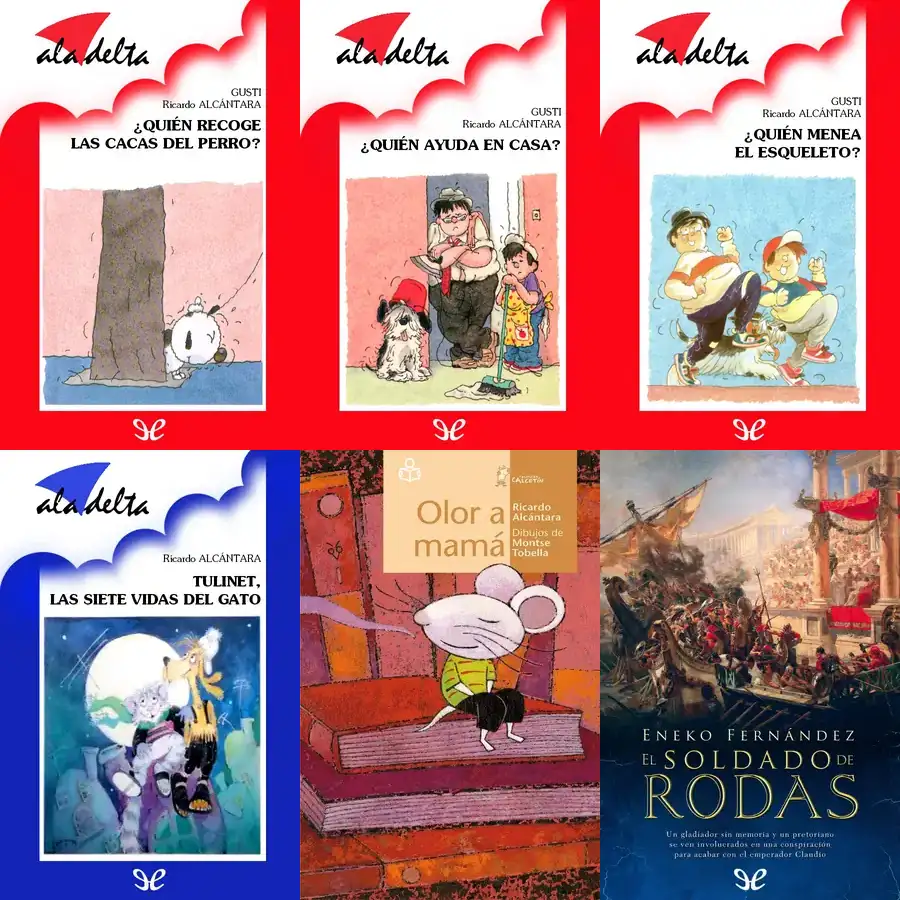 ala delta
GUSTI
Ricardo ALCÁNTARA
¿QUIÉN RECOGE
LAS CACAS DEL PERRO?
ala delta
GUSTI
Ricardo ALCÁNTARA
¿QUIÉN AYUDA EN CASA?
ala delta
GUSTI
Ricardo ALCÁNTARA
¿QUIÉN MENEA
EL ESQUELETO?
ala delta
Ricardo ALCÁNTARA
TULINET,
LAS SIETE VIDAS DEL GATO
CALCETÍN
Olor a
mamá
Ricardo
Alcántara
Dibujos de
Montse
Tobella
ENEKO FERNÁNDEZ
EL SOLDADO DE
RODAS
Un gladiador sin memoria y un pretoriano
se ven involucrados en una conspiración
para acabar con el emperador Claudio